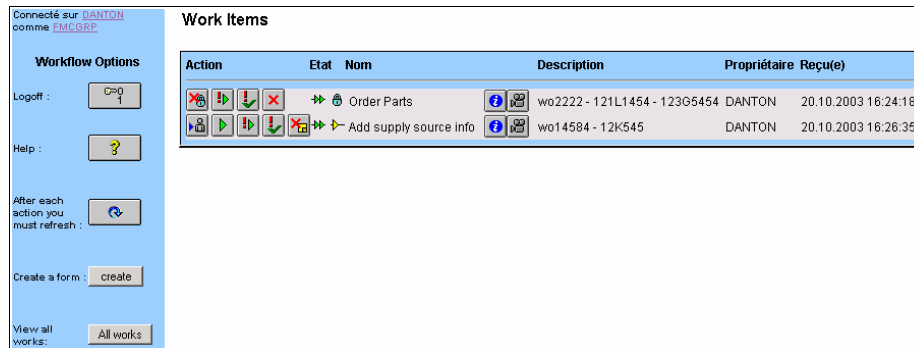 Connecté sur DANTON
comme FMCGRP
Workflow Options
Logoff :
Help :
After each
action you
must refresh :
Create a form : create
View all
works: All works
Work Items
Action Etat Nom Description Propriétaire Reçu(e)
Order Parts wo2222 - 121L1454 - 123G5454 DANTON 20.10.2003 16:24:18
Add supply source info wo14584 - 12K545 DANTON 20.10.2003 16:26:35